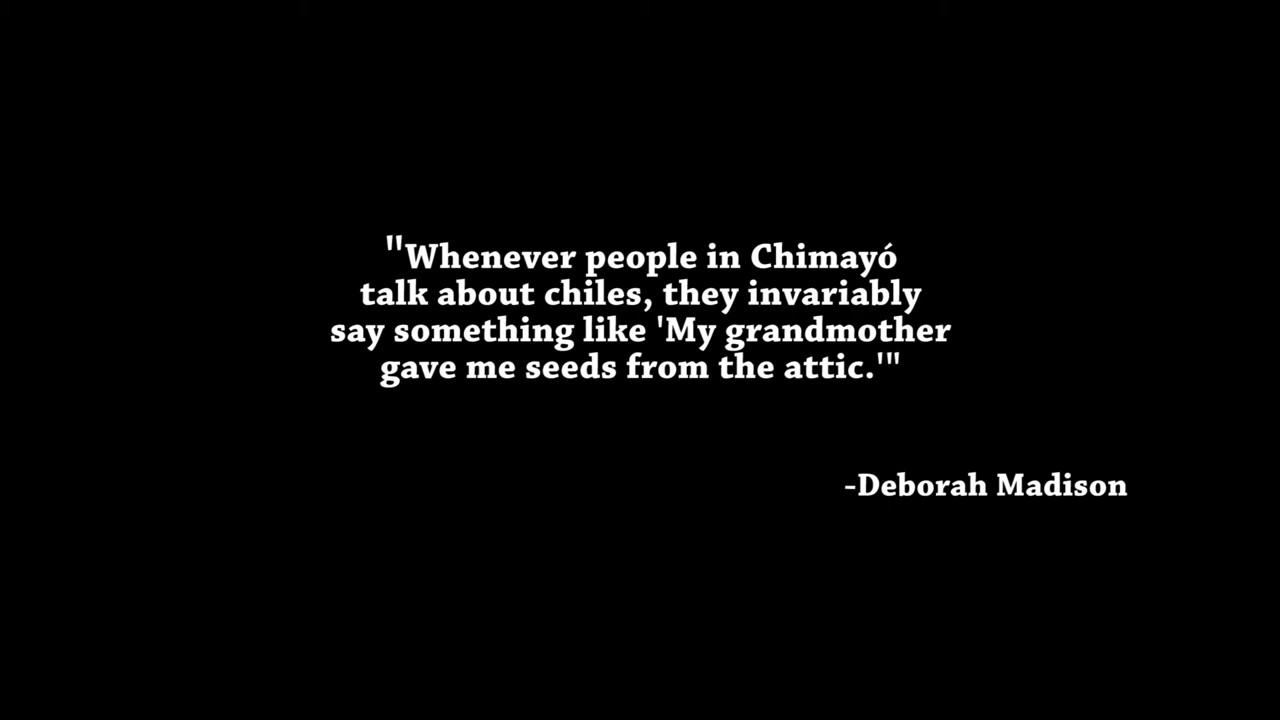 "Whenever people in Chimayó
talk about chiles, they invariably
say something like 'My grandmother
gave me seeds from the attic.'"
-Deborah Madison